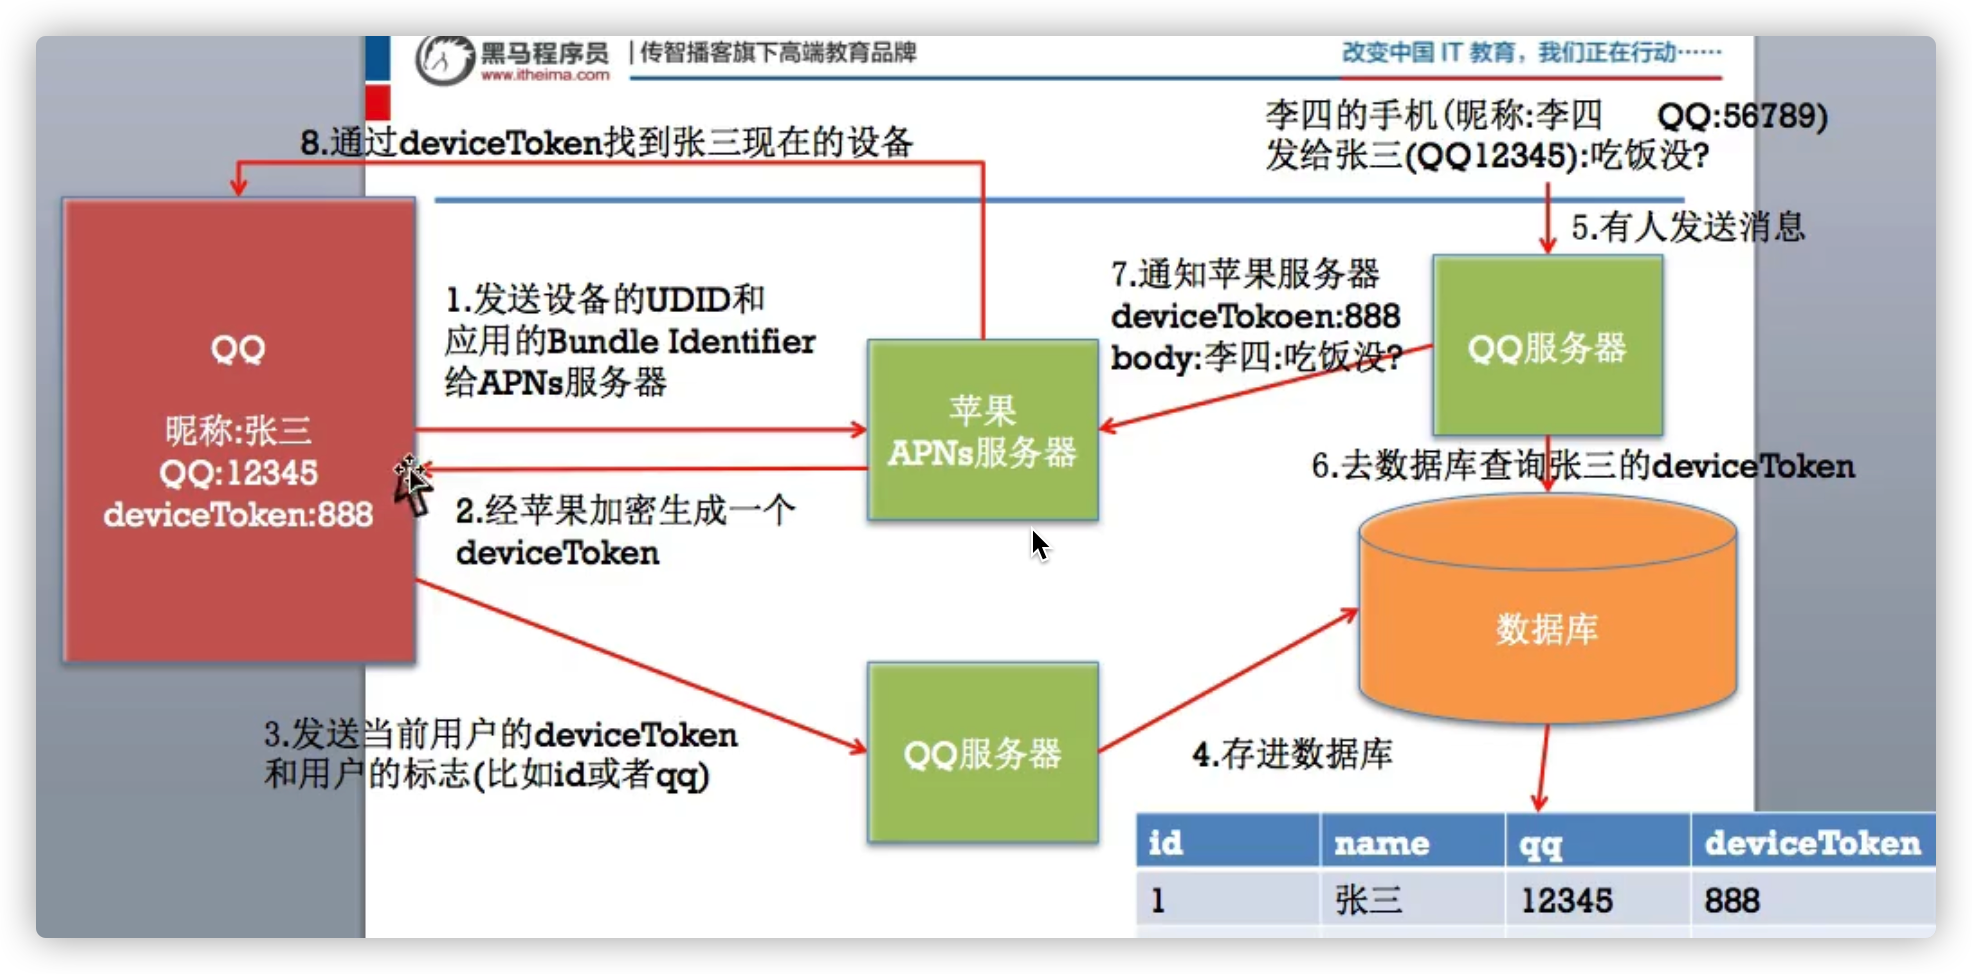 黑马程序员 | 传智播客旗下高端教育品牌
www.itheima.com
改变中国 IT 教育，我们正在行动……
李四的手机(昵称:李四 QQ:56789)
发给张三(QQ12345):吃饭没?
8.通过deviceToken找到张三现在的设备
5.有人发送消息
1.发送设备的UDID和
应用的Bundle Identifier
给APNs服务器
7.通知苹果服务器
deviceTokoen:888
body:李四:吃饭没?
QQ服务器
QQ
昵称:张三
QQ:12345
deviceToken:888
苹果
APNs服务器
6.去数据库查询张三的deviceToken
2.经苹果加密生成一个
deviceToken
数据库
3.发送当前用户的deviceToken
和用户的标志(比如id或者qq)
QQ服务器
4.存进数据库
id name qq deviceToken
1 张三 12345 888